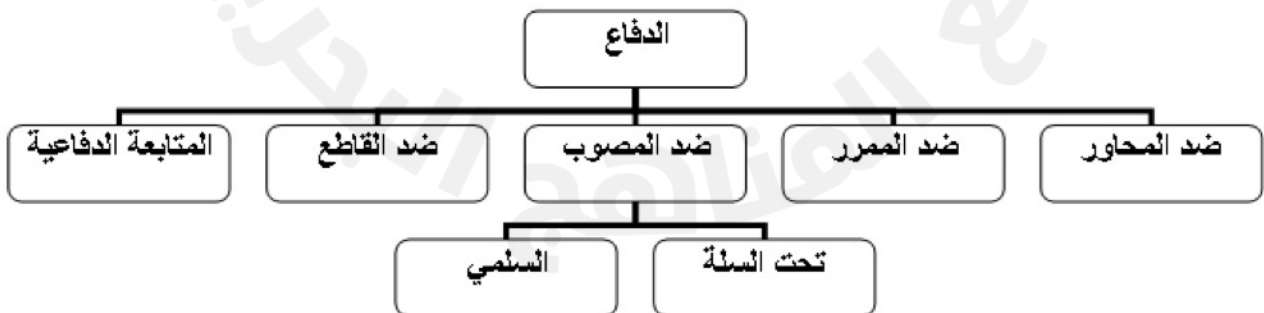 الدفاع
ضد المحاور
ضد الممرر
ضد المصوب
ضد القاطع
المتابعة الدفاعية
تحت السلة
السلمي